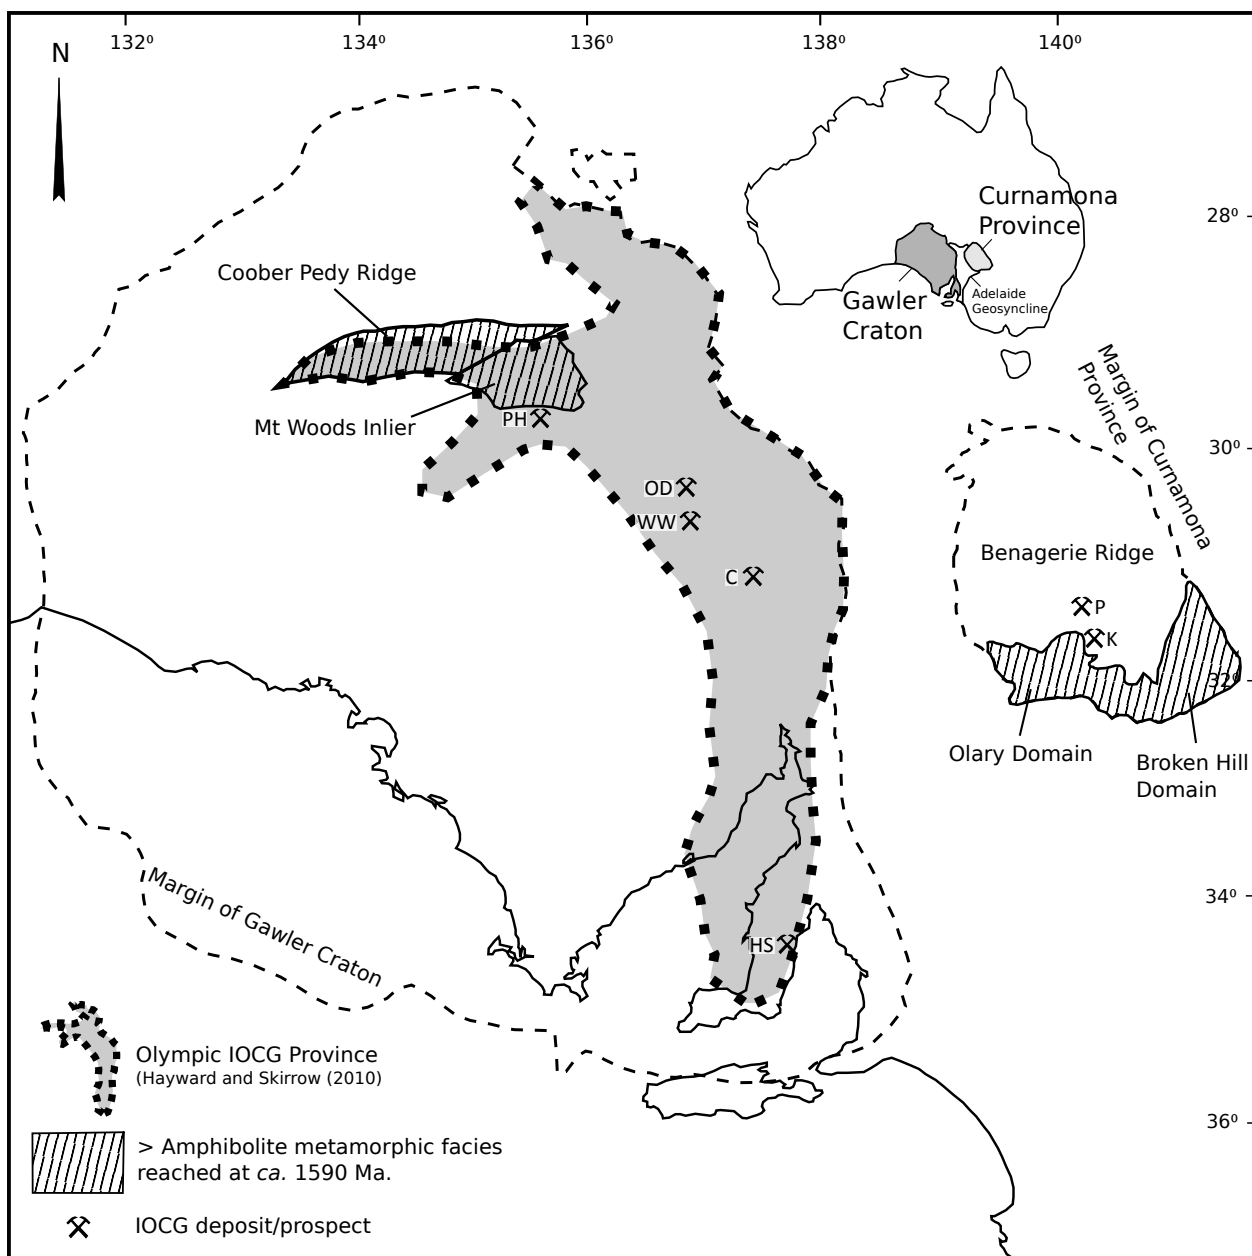 132⁰
134⁰
136⁰
138⁰
140⁰
N
Curnamona
Province
28⁰
Coober Pedy Ridge
Gawler
Craton
Adelaide
Geosyncline
Margin of Curnamona
Province
Mt Woods Inlier
PH
30⁰
OD
WW
Benagerie Ridge
C
P
K
32⁰
Olary Domain
Broken Hill
Domain
Margin of Gawler Craton
34⁰
HS
Olympic IOCG Province
(Hayward and Skirrow (2010)
36⁰
> Amphibolite metamorphic facies
reached at ca. 1590 Ma.
IOCG deposit/prospect